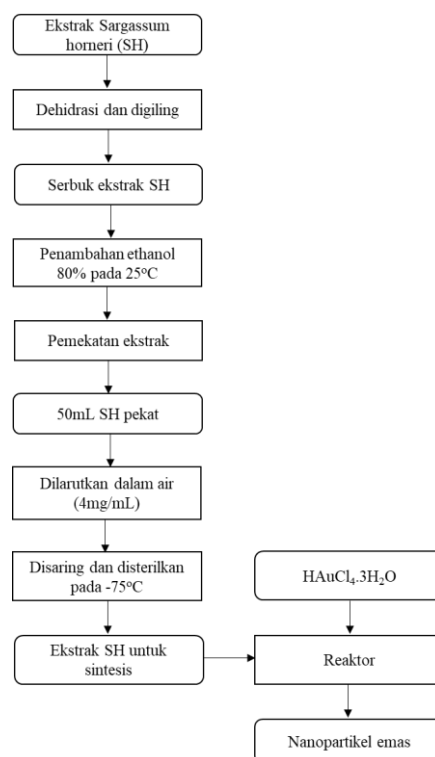 Ekstrak Sargassum
horneri (SH)
Dehidrasi dan digiling
Serbuk ekstrak SH
Penambahan ethanol
80% pada 25°C
Pemekatan ekstrak
50mL SH pekat
Dilarutkan dalam air
(4mg/mL)
Disaring dan disterilkan
pada -75°C
Ekstrak SH untuk
sintesis
HAuCl₄.3H₂O
Reaktor
Nanopartikel emas